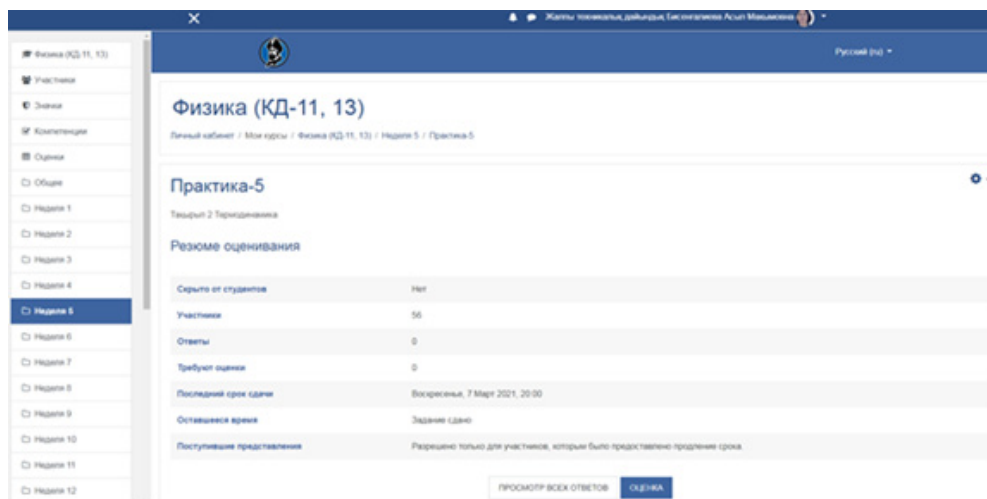 Жалпы техникалық дайындық
Русский (ru)
Физика (КД-11, 13)
Участники
Значки
Компетенции
Оценки
Общее
Неделя 1
Неделя 2
Неделя 3
Неделя 4
Неделя 5
Неделя 6
Неделя 7
Неделя 8
Неделя 9
Неделя 10
Неделя 11
Неделя 12
Физика (КД-11, 13)
Личный кабинет / Мои курсы / Физика (КД-11, 13) / Неделя 5 / Практика-5
Практика-5
Тақырып 2 Термодинамика
Резюме оценивания
Скрыто от студентов Нет
Участники 56
Ответы 0
Требуют оценки 0
Последний срок сдачи Воскресенье, 7 Март 2021, 20:00
Оставшееся время Задание сдано
Поступившие представления Разрешено только для участников, которым было предоставлено продление срока.
ПРОСМОТР ВСЕХ ОТВЕТОВ ОЦЕНКА